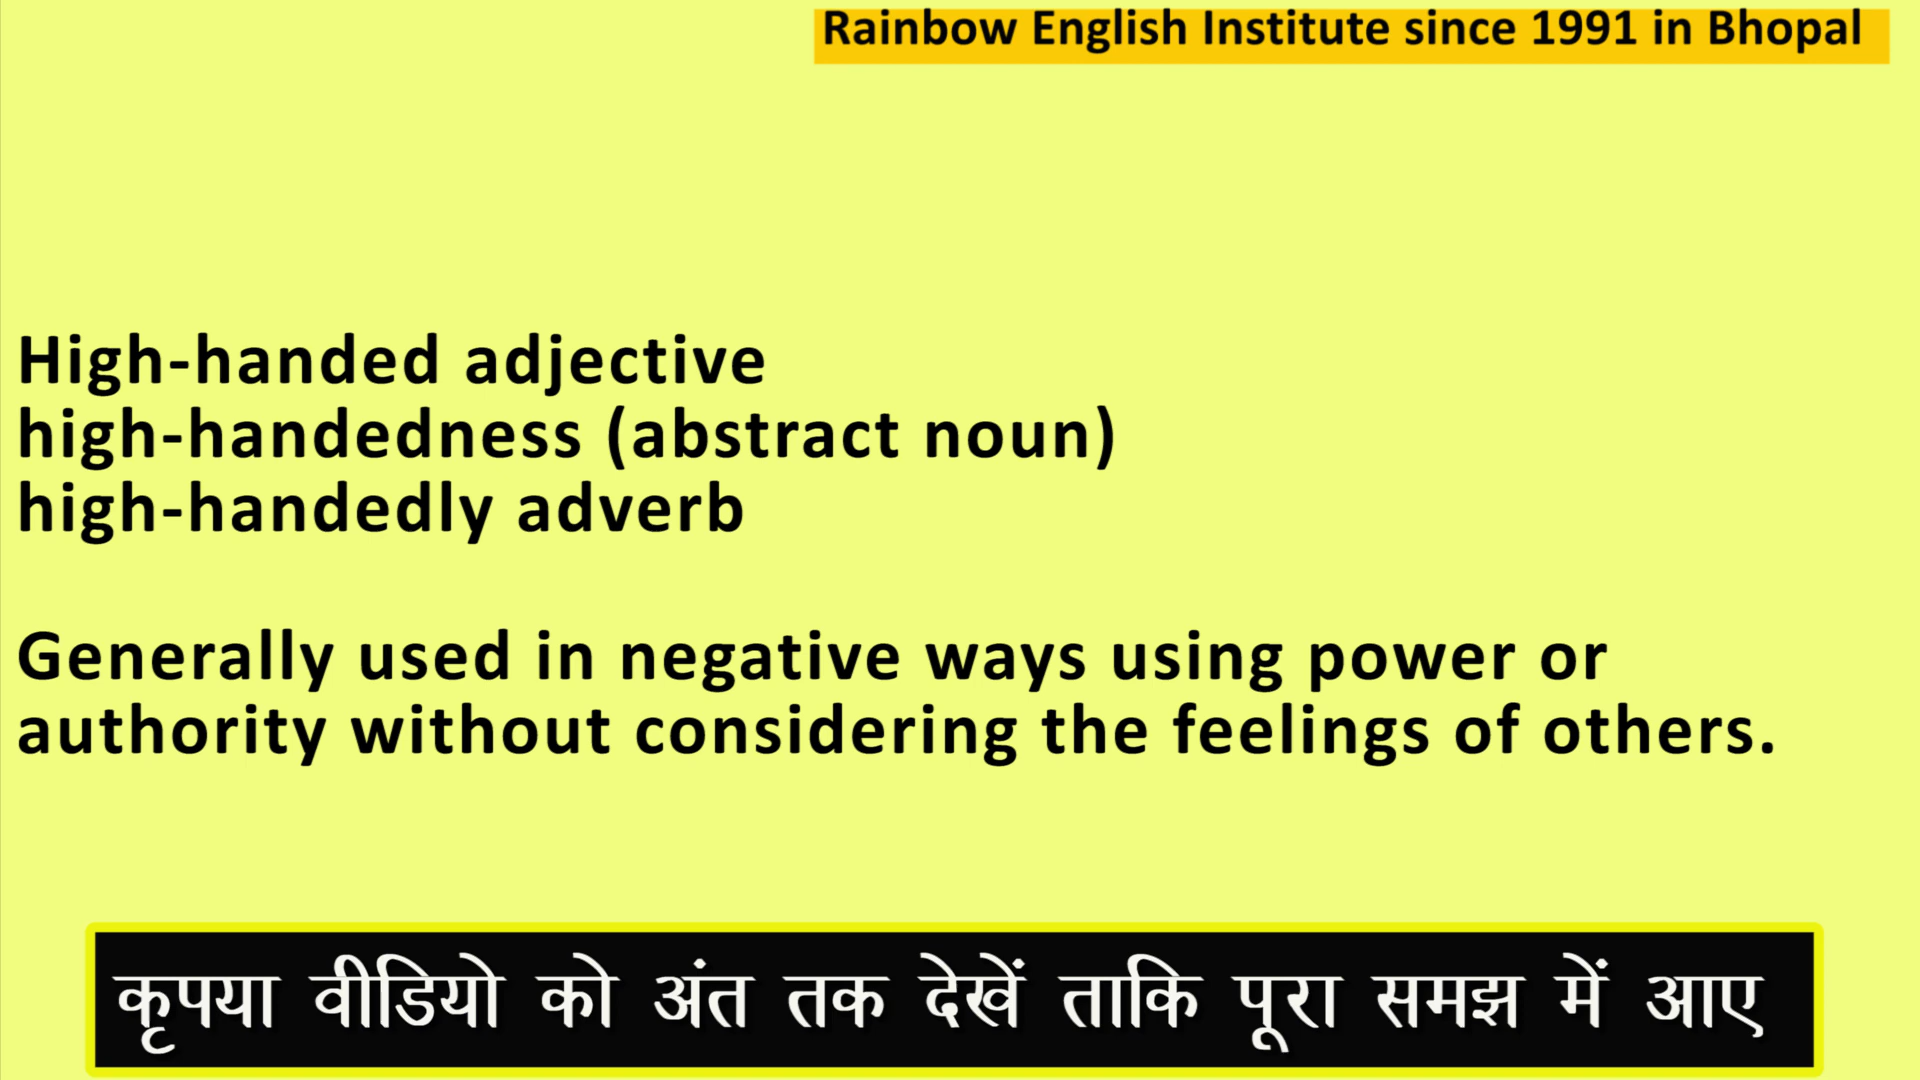 Rainbow English Institute since 1991 in Bhopal
High-handed adjective
high-handedness (abstract noun)
high-handedly adverb
Generally used in negative ways using power or
authority without considering the feelings of others.
कृपया वीडियो को अंत तक देखें ताकि पूरा समझ में आए